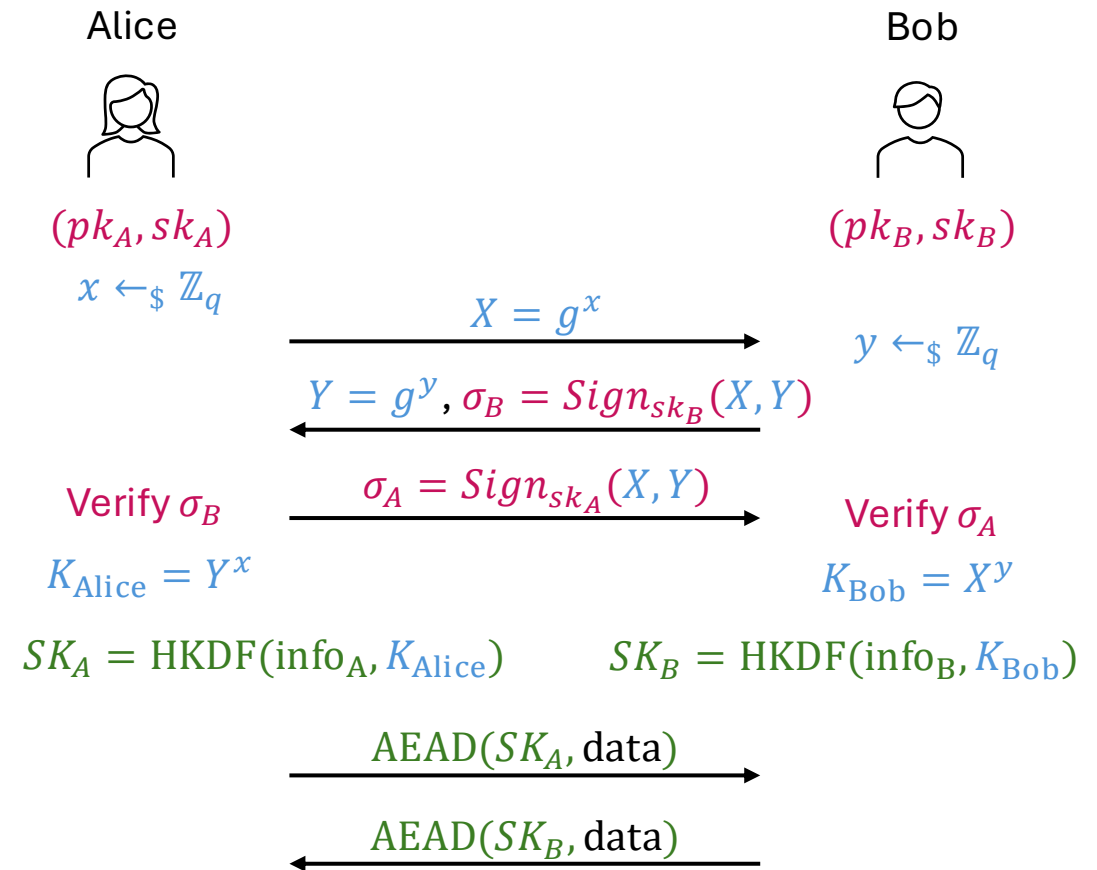 Alice Bob
(pk_A, sk_A) (pk_B, sk_B)
x ←_$ ℤ_q
X = g^x
y ←_$ ℤ_q
Y = g^y, σ_B = Sign_{sk_B}(X, Y)
σ_A = Sign_{sk_A}(X, Y)
Verify σ_B Verify σ_A
K_Alice = Y^x K_Bob = X^y
SK_A = HKDF(info_A, K_Alice) SK_B = HKDF(info_B, K_Bob)
AEAD(SK_A, data)
AEAD(SK_B, data)